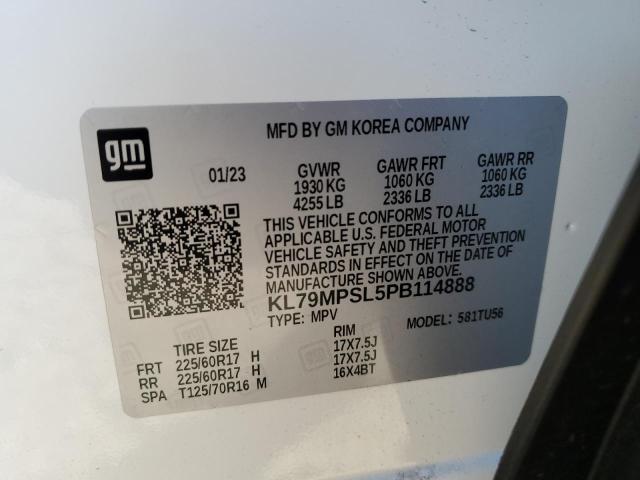 gm
MFD BY GM KOREA COMPANY
01/23
GVWR GAWR FRT GAWR RR
1930 KG 1060 KG 1060 KG
4255 LB 2336 LB 2336 LB
THIS VEHICLE CONFORMS TO ALL
APPLICABLE U.S. FEDERAL MOTOR
VEHICLE SAFETY AND THEFT PREVENTION
STANDARDS IN EFFECT ON THE DATE OF
MANUFACTURE SHOWN ABOVE.
KL79MPSL5PB114888
TYPE: MPV MODEL: 581TU56
TIRE SIZE RIM
FRT 225/60R17 H 17X7.5J
RR 225/60R17 H 17X7.5J
SPA T125/70R16 M 16X4BT